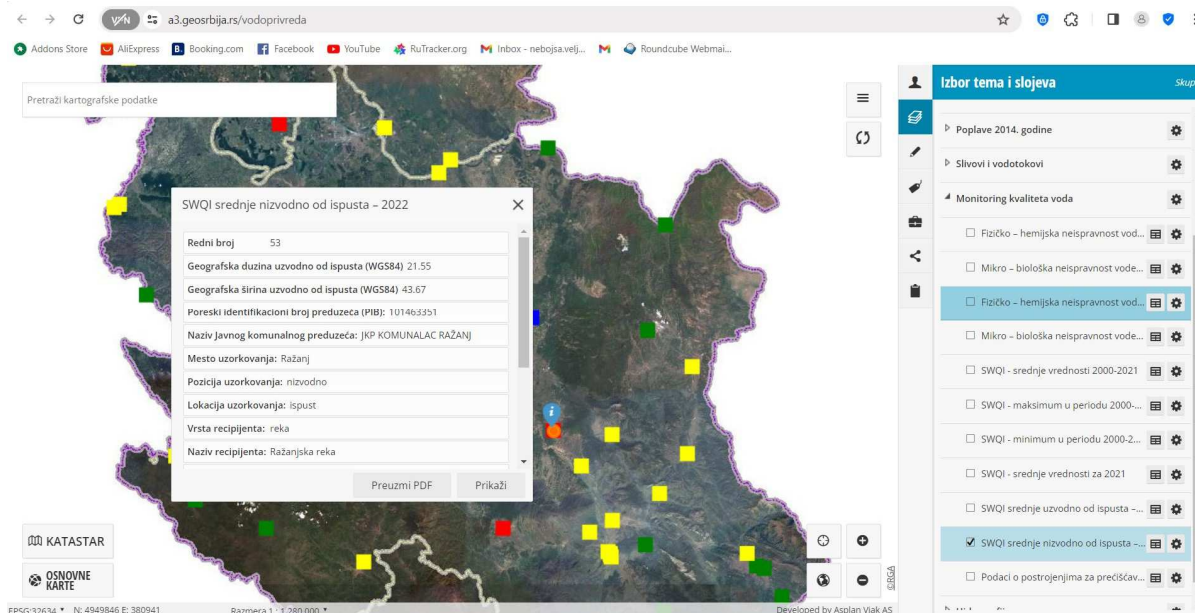 VPN a3.geosrbija.rs/vodoprivreda
Addons Store AliExpress B Booking.com Facebook YouTube RuTracker.org Inbox - nebojsa.velj... Roundcube Webmai...
Pretraži kartografske podatke
Izbor tema i slojeva Skup
Poplave 2014. godine
Slivovi i vodotokovi
Monitoring kvaliteta voda
Fizičko – hemijska neispravnost vod...
Mikro – biološka neispravnost vode...
Fizičko – hemijska neispravnost vod...
Mikro – biološka neispravnost vode...
SWQI - srednje vrednosti 2000-2021
SWQI - maksimum u periodu 2000-...
SWQI - minimum u periodu 2000-2...
SWQI - srednje vrednosti za 2021
SWQI srednje uzvodno od ispusta –...
SWQI srednje nizvodno od ispusta –...
Podaci o postrojenjima za prečišćav...
SWQI srednje nizvodno od ispusta – 2022
Redni broj 53
Geografska duzina uzvodno od ispusta (WGS84) 21.55
Geografska širina uzvodno od ispusta (WGS84) 43.67
Poreski identifikacioni broj preduzeća (PIB): 101463351
Naziv Javnog komunalnog preduzeća: JKP KOMUNALAC RAŽANJ
Mesto uzorkovanja: Ražanj
Pozicija uzorkovanja: nizvodno
Lokacija uzorkovanja: ispust
Vrsta recipijenta: reka
Naziv recipijenta: Ražanjska reka
Preuzmi PDF Prikaži
KATASTAR
OSNOVNE
KARTE
©RGA
EPSG:32634 N: 4949846 E: 380941 Razmera 1 : 1.280.000 Developed by Asplan Viak AS